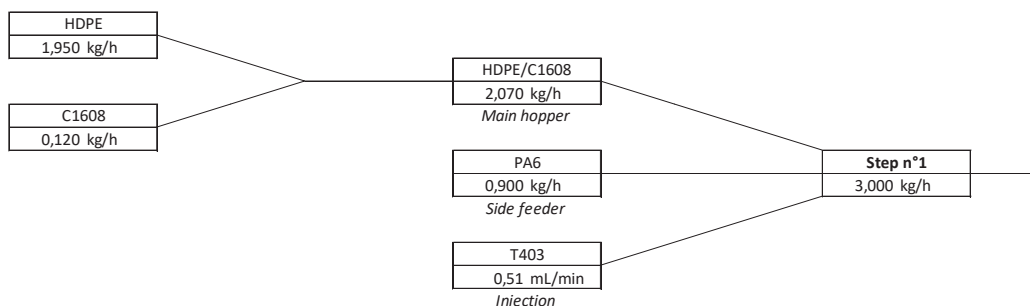 HDPE
1,950 kg/h
C1608
0,120 kg/h
HDPE/C1608
2,070 kg/h
Main hopper
PA6
0,900 kg/h
Side feeder
T403
0,51 mL/min
Injection
Step n°1
3,000 kg/h